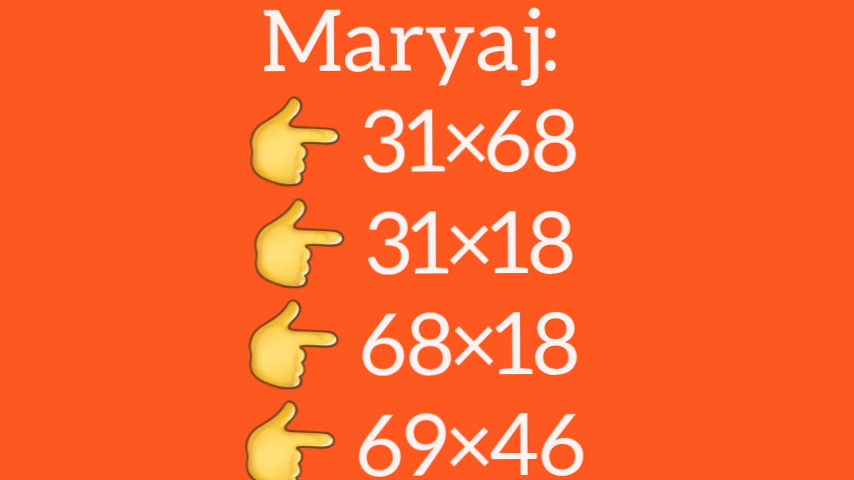 Maryaj:
👉 31×68
👉 31×18
👉 68×18
👉 69×46